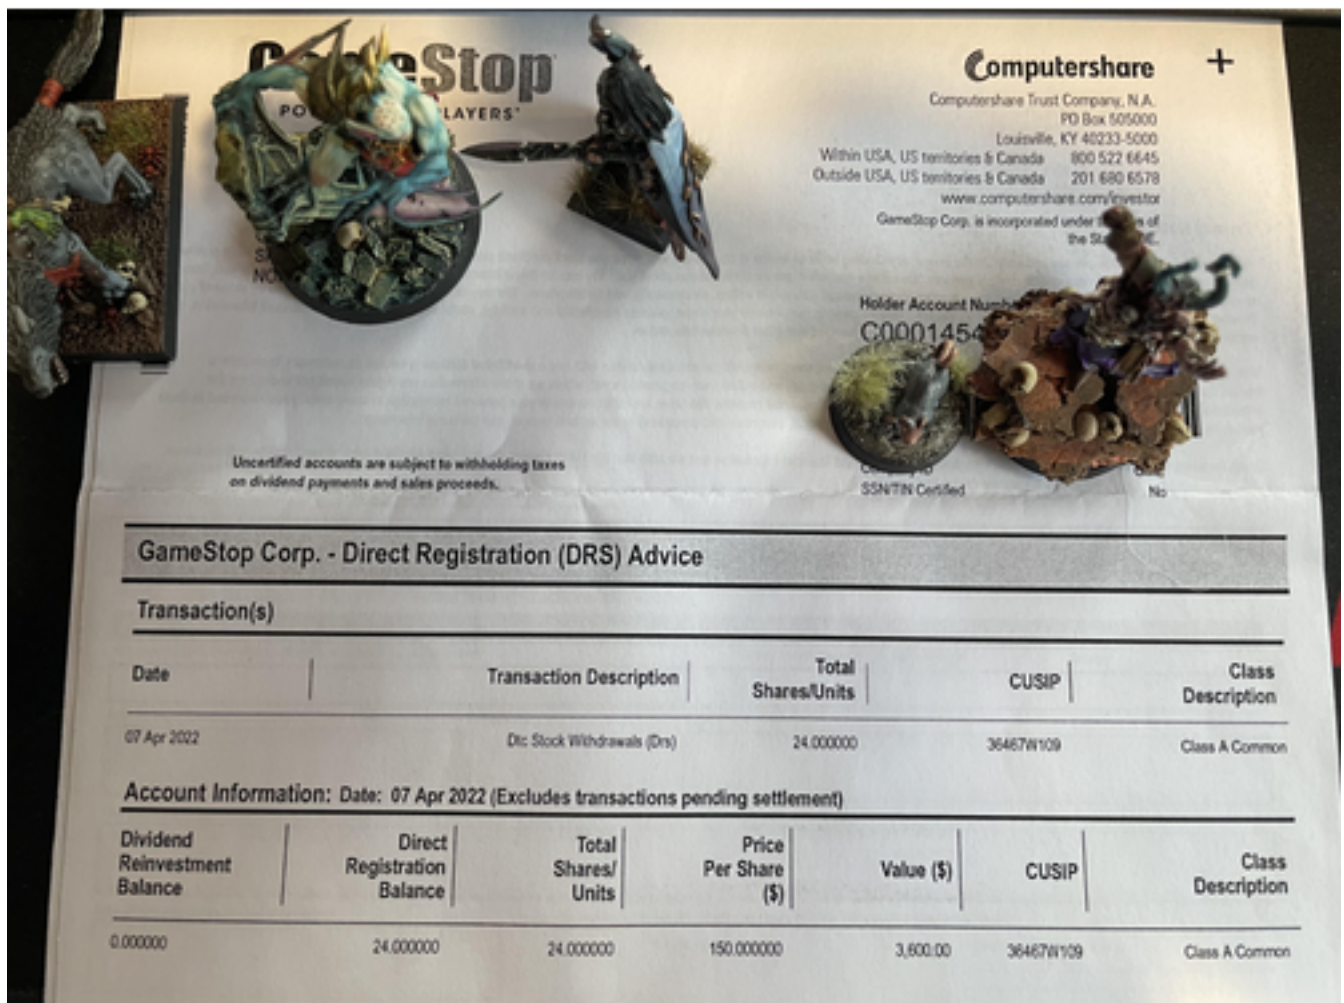 Stop
PO LAYERS'
Computershare
+
Computershare Trust Company, N.A.
PO Box 505000
Louisville, KY 40233-5000
Within USA, US territories & Canada 800 522 6645
Outside USA, US territories & Canada 201 680 6578
www.computershare.com/investor
GameStop Corp. is incorporated under of
the
Holder Account
C0001454
Uncertified accounts are subject to withholding taxes
on dividend payments and sales proceeds.
SSN/TIN Certified No
GameStop Corp. - Direct Registration (DRS) Advice
Transaction(s)
Date Transaction Description Total Shares/Units CUSIP Class Description
07 Apr 2022 Dtc Stock Withdrawals (Drs) 24.000000 36467W109 Class A Common
Account Information: Date: 07 Apr 2022 (Excludes transactions pending settlement)
Dividend Reinvestment Balance Direct Registration Balance Total Shares/ Units Price Per Share ($) Value ($) CUSIP Class Description
0.000000 24.000000 24.000000 150.000000 3,600.00 36467W109 Class A Common